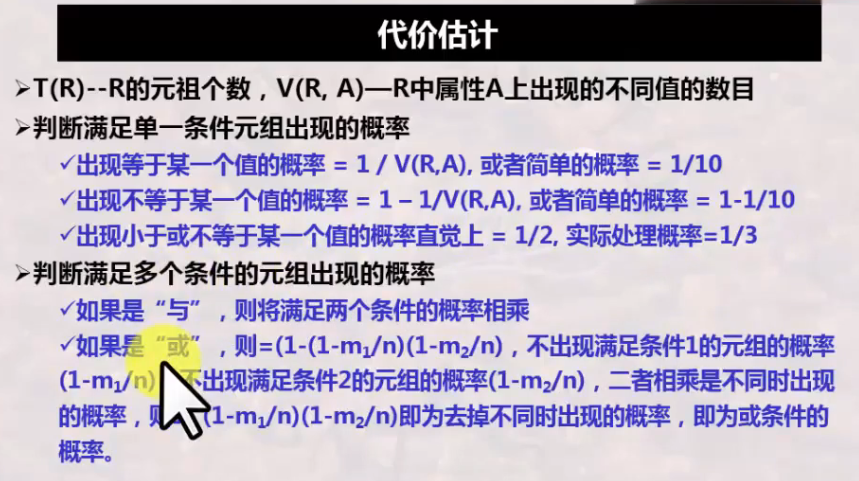 代价估计
➢T(R)--R的元祖个数，V(R, A)—R中属性A上出现的不同值的数目
➢判断满足单一条件元组出现的概率
✓出现等于某一个值的概率 = 1 / V(R,A), 或者简单的概率 = 1/10
✓出现不等于某一个值的概率 = 1 – 1/V(R,A), 或者简单的概率 = 1-1/10
✓出现小于或不等于某一个值的概率直觉上 = 1/2, 实际处理概率=1/3
➢判断满足多个条件的元组出现的概率
✓如果是“与”，则将满足两个条件的概率相乘
✓如果是“或”，则=(1-(1-m₁/n)(1-m₂/n)，不出现满足条件1的元组的概率
(1-m₁/n) 不出现满足条件2的元组的概率(1-m₂/n)，二者相乘是不同时出现
的概率， (1-m₁/n)(1-m₂/n)即为去掉不同时出现的概率，即为或条件的
概率。